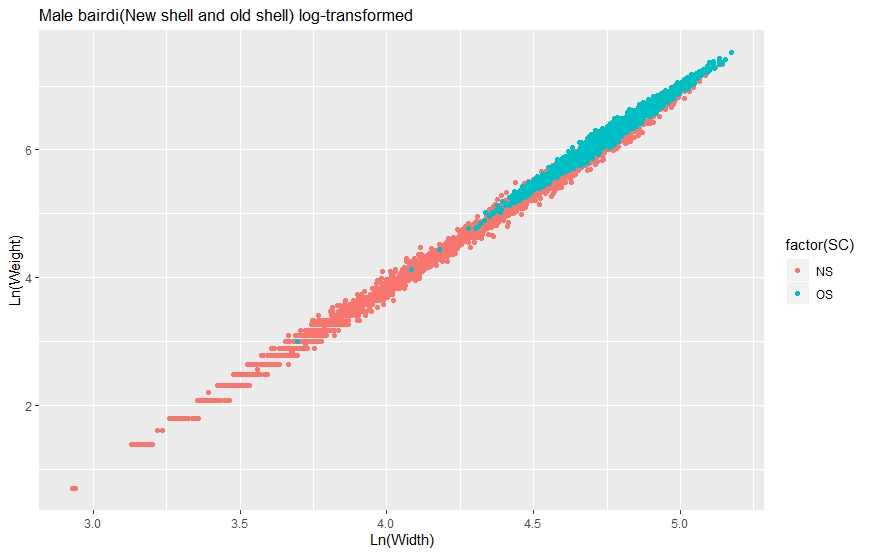 Male bairdi(New shell and old shell) log-transformed
Ln(Weight)
6
4
2
3.0 3.5 4.0 4.5 5.0
Ln(Width)
factor(SC)
NS
OS